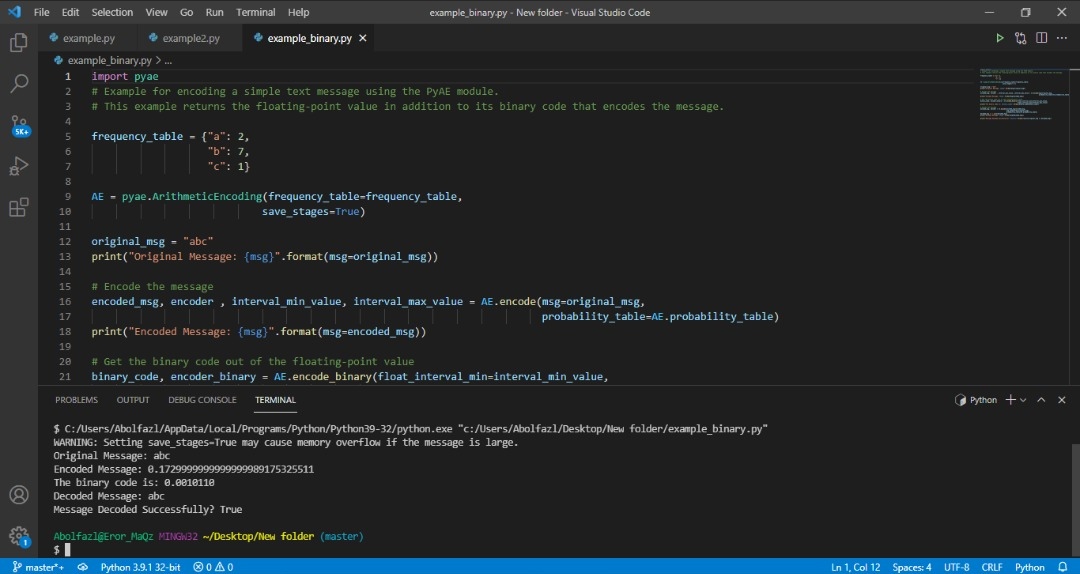 File Edit Selection View Go Run Terminal Help example_binary.py - New folder - Visual Studio Code
example.py example2.py example_binary.py
example_binary.py > ...
1 import pyae
2 # Example for encoding a simple text message using the PyAE module.
3 # This example returns the floating-point value in addition to its binary code that encodes the message.
4
5 frequency_table = {"a": 2,
6 "b": 7,
7 "c": 1}
8
9 AE = pyae.ArithmeticEncoding(frequency_table=frequency_table,
10 save_stages=True)
11
12 original_msg = "abc"
13 print("Original Message: {msg}".format(msg=original_msg))
14
15 # Encode the message
16 encoded_msg, encoder , interval_min_value, interval_max_value = AE.encode(msg=original_msg,
17 probability_table=AE.probability_table)
18 print("Encoded Message: {msg}".format(msg=encoded_msg))
19
20 # Get the binary code out of the floating-point value
21 binary_code, encoder_binary = AE.encode_binary(float_interval_min=interval_min_value,
5K+
PROBLEMS OUTPUT DEBUG CONSOLE TERMINAL Python
$ C:/Users/Abolfazl/AppData/Local/Programs/Python/Python39-32/python.exe "c:/Users/Abolfazl/Desktop/New folder/example_binary.py"
WARNING: Setting save_stages=True may cause memory overflow if the message is large.
Original Message: abc
Encoded Message: 0.1729999999999999989175325511
The binary code is: 0.0010110
Decoded Message: abc
Message Decoded Successfully? True
Abolfazl@Eror_MaQz MINGW32 ~/Desktop/New folder (master)
$
1
master*+ Python 3.9.1 32-bit 0 0 Ln 1, Col 12 Spaces: 4 UTF-8 CRLF Python